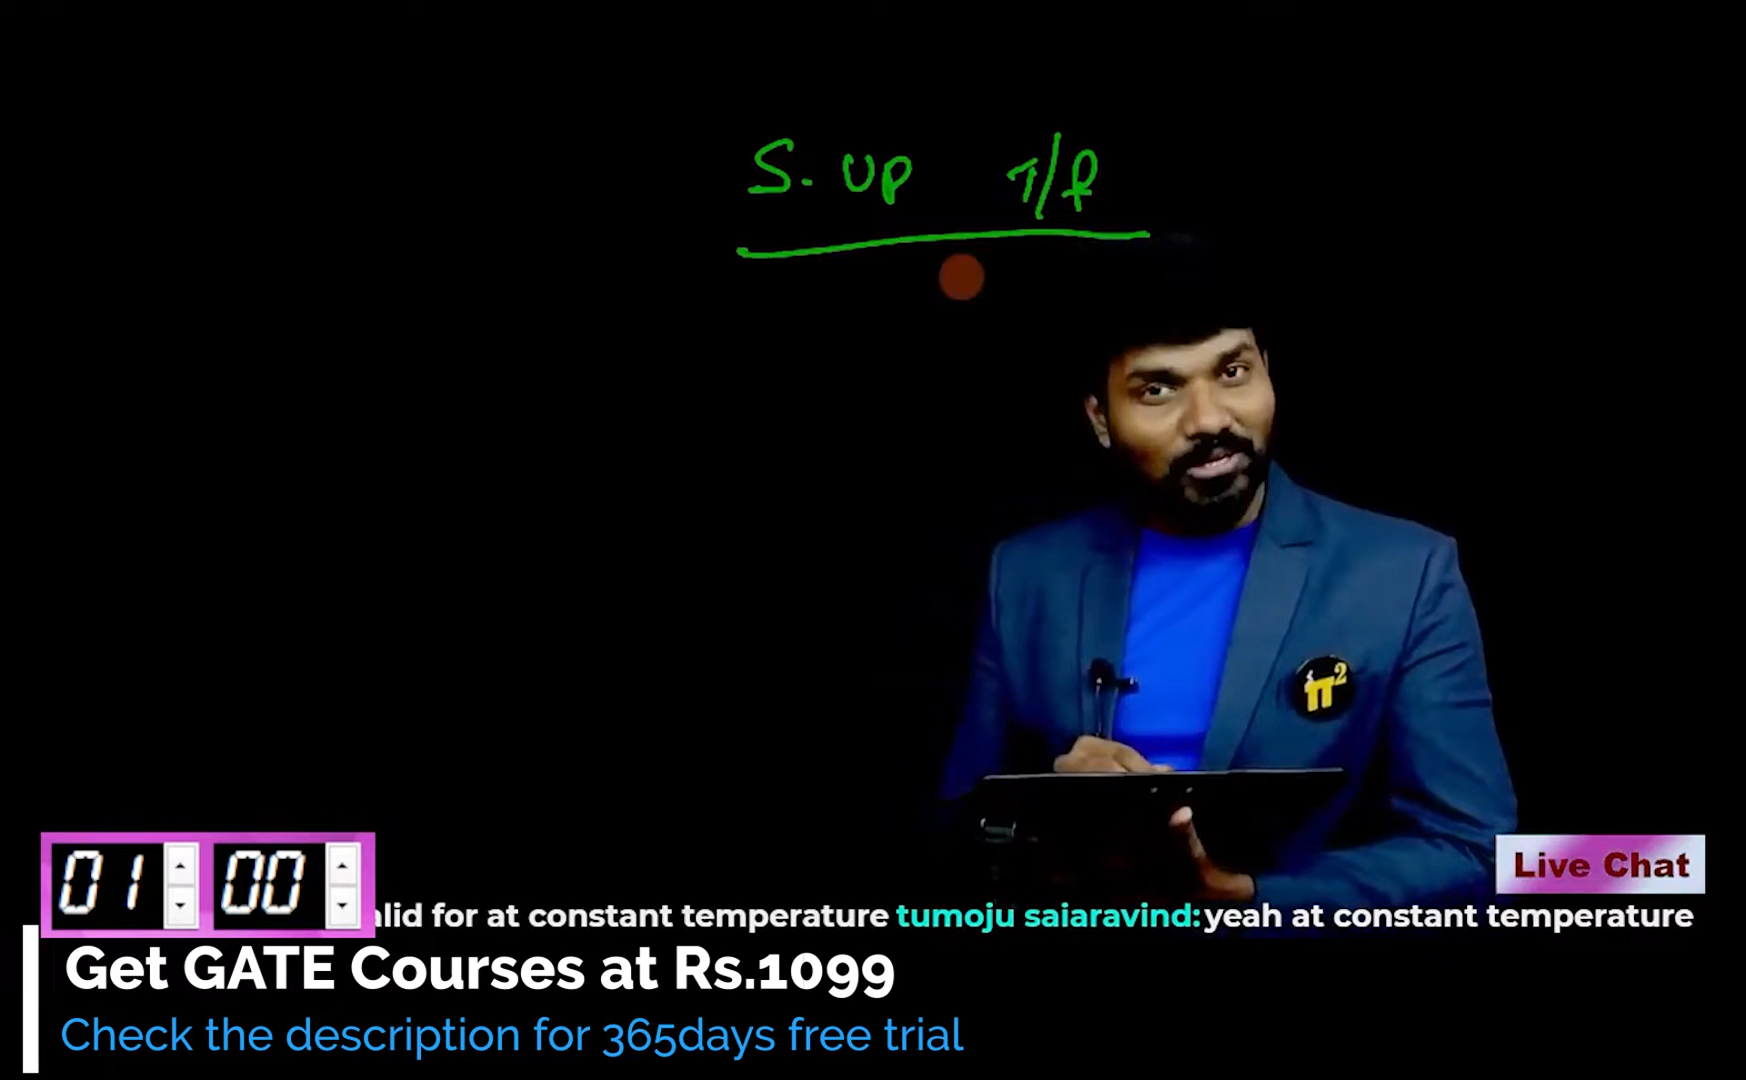 S. UP T/R
π²
01 00
Live Chat
alid for at constant temperature tumoju saiaravind: yeah at constant temperature
Get GATE Courses at Rs.1099
Check the description for 365days free trial